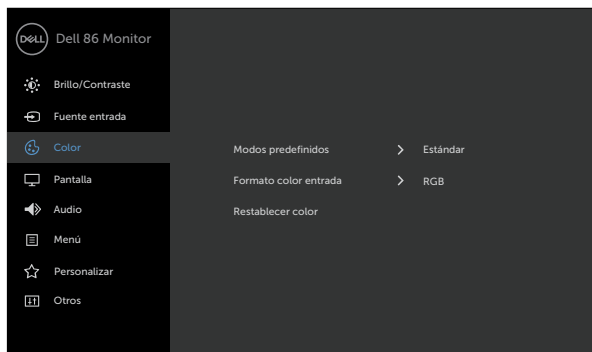 DELL Dell 86 Monitor
Brillo/Contraste
Fuente entrada
Color
Modos predefinidos > Estándar
Pantalla
Formato color entrada > RGB
Audio
Restablecer color
Menú
Personalizar
Otros